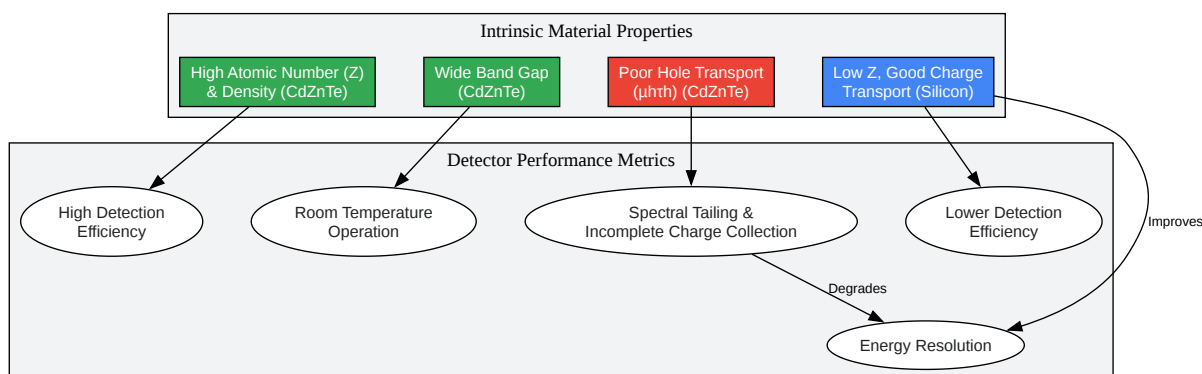 Intrinsic Material Properties
High Atomic Number (Z)
& Density (CdZnTe)
Wide Band Gap
(CdZnTe)
Poor Hole Transport
(μhτh) (CdZnTe)
Low Z, Good Charge
Transport (Silicon)
Detector Performance Metrics
High Detection
Efficiency
Room Temperature
Operation
Spectral Tailing &
Incomplete Charge Collection
Lower Detection
Efficiency
Improves
Degrades
Energy Resolution